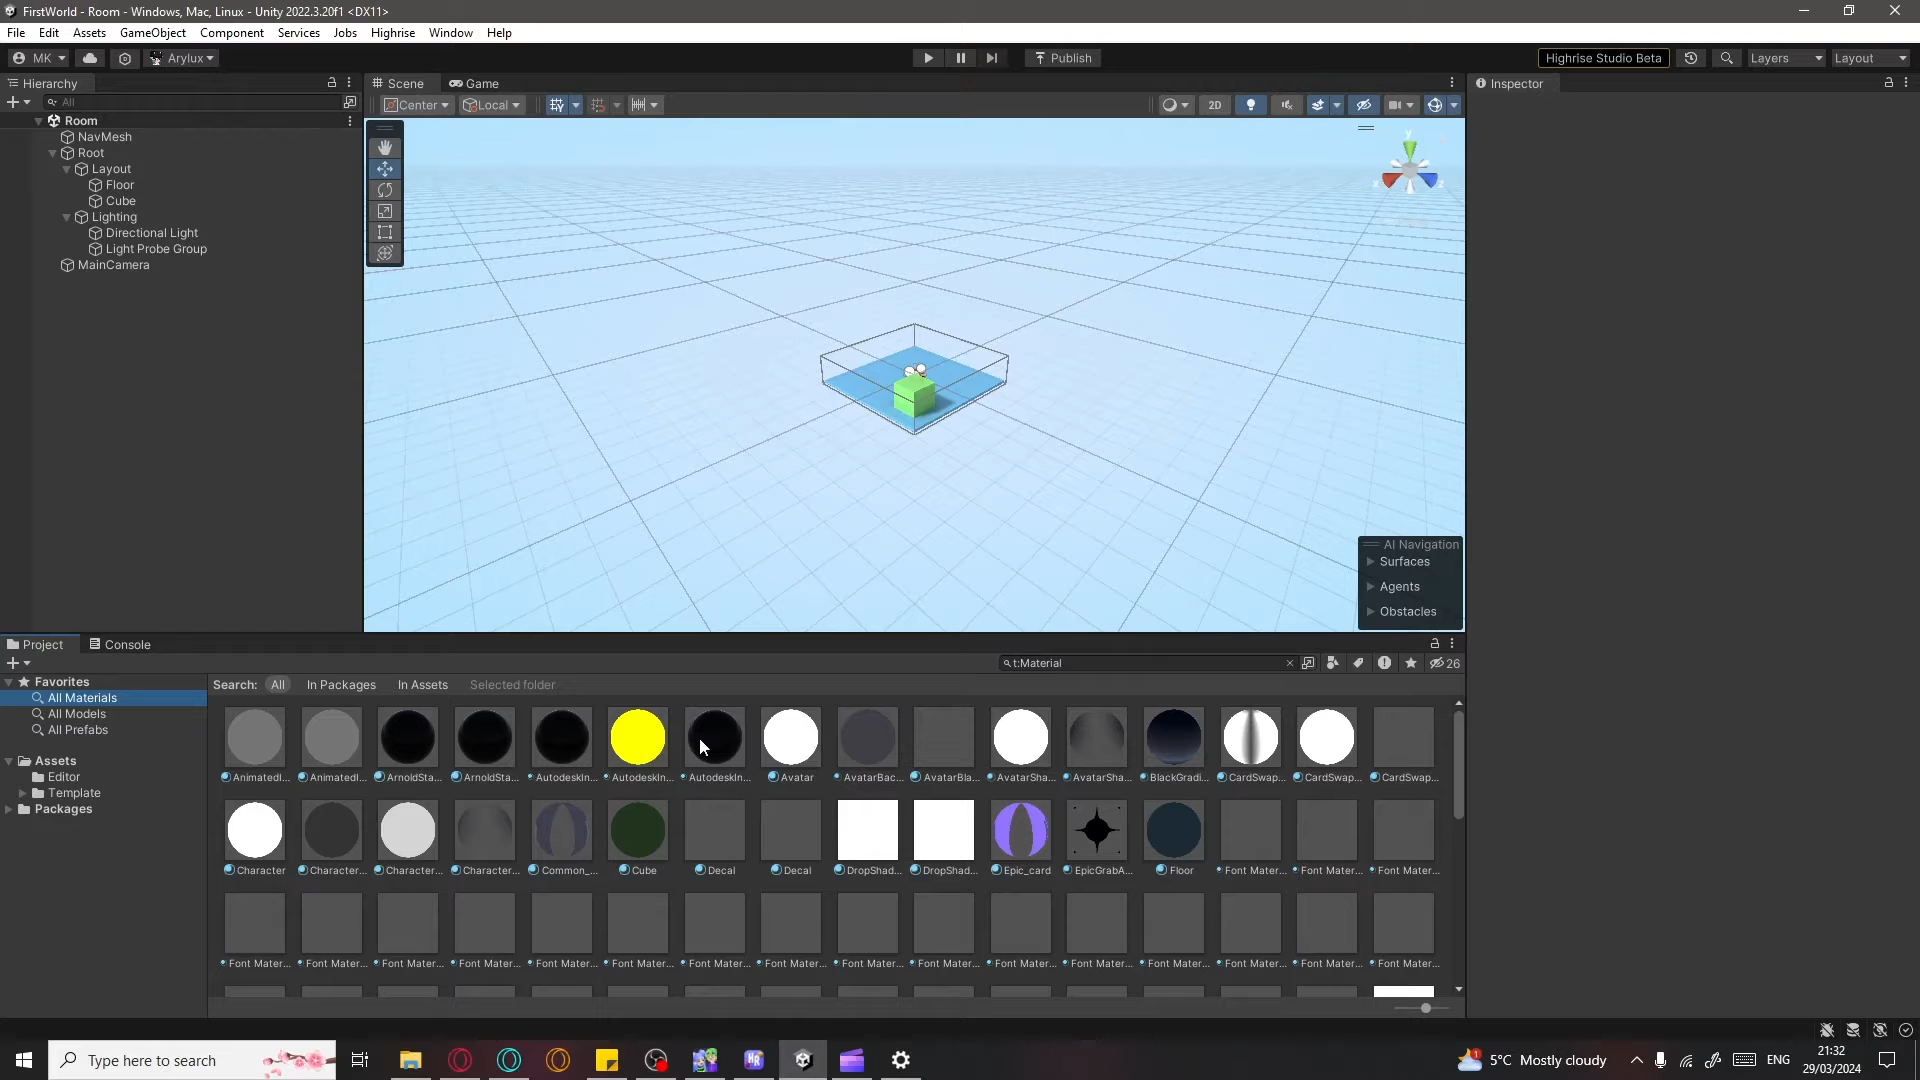 FirstWorld - Room - Windows, Mac, Linux - Unity 2022.3.20f1 <DX11>
File Edit Assets GameObject Component Services Jobs Highrise Window Help
MK Arylux Publish Highrise Studio Beta Layers Layout
Hierarchy
All
Room
NavMesh
Root
Layout
Floor
Cube
Lighting
Directional Light
Light Probe Group
MainCamera
Scene Game
Center Local 2D
y
AI Navigation
Surfaces
Agents
Obstacles
Inspector
Project Console
t:Material 26
Favorites
All Materials
All Models
All Prefabs
Assets
Editor
Template
Packages
Search: All In Packages In Assets Selected folder
AnimatedI... AnimatedI... ArnoldSta... ArnoldSta... AutodeskIn... AutodeskIn... AutodeskIn... Avatar AvatarBac... AvatarBla... AvatarSha... AvatarSha... BlackGradi... CardSwap... CardSwap... CardSwap...
Character Character... Character... Character... Common_... Cube Decal Decal DropShad... DropShad... Epic_card EpicGrabA... Floor Font Mater... Font Mater... Font Mater...
Font Mater... Font Mater... Font Mater... Font Mater... Font Mater... Font Mater... Font Mater... Font Mater... Font Mater... Font Mater... Font Mater... Font Mater... Font Mater... Font Mater... Font Mater... Font Mater...
Type here to search
HR
1
5°C Mostly cloudy
ENG
21:32
29/03/2024